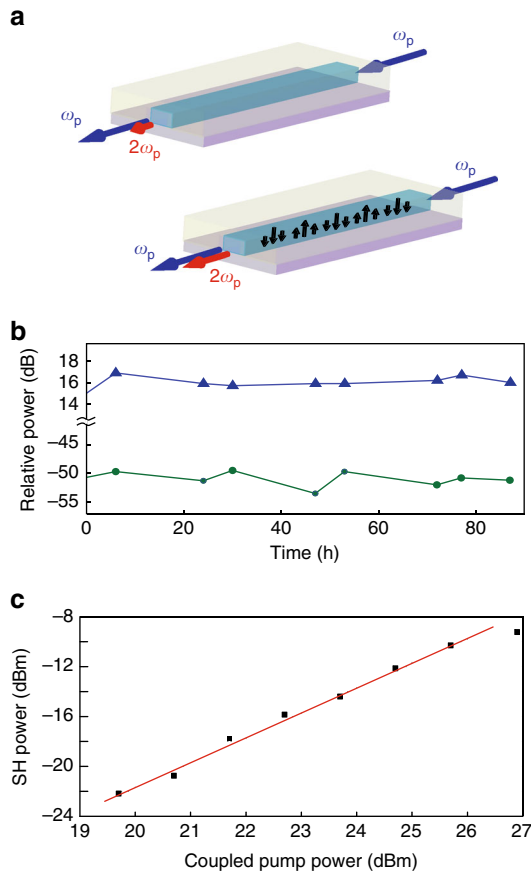 a
ωp
ωp
2ωp
ωp
ωp
2ωp
b
Relative power (dB)
18
16
14
–45
–50
–55
0 20 40 60 80
Time (h)
c
SH power (dBm)
–8
–12
–16
–20
–24
19 20 21 22 23 24 25 26 27
Coupled pump power (dBm)